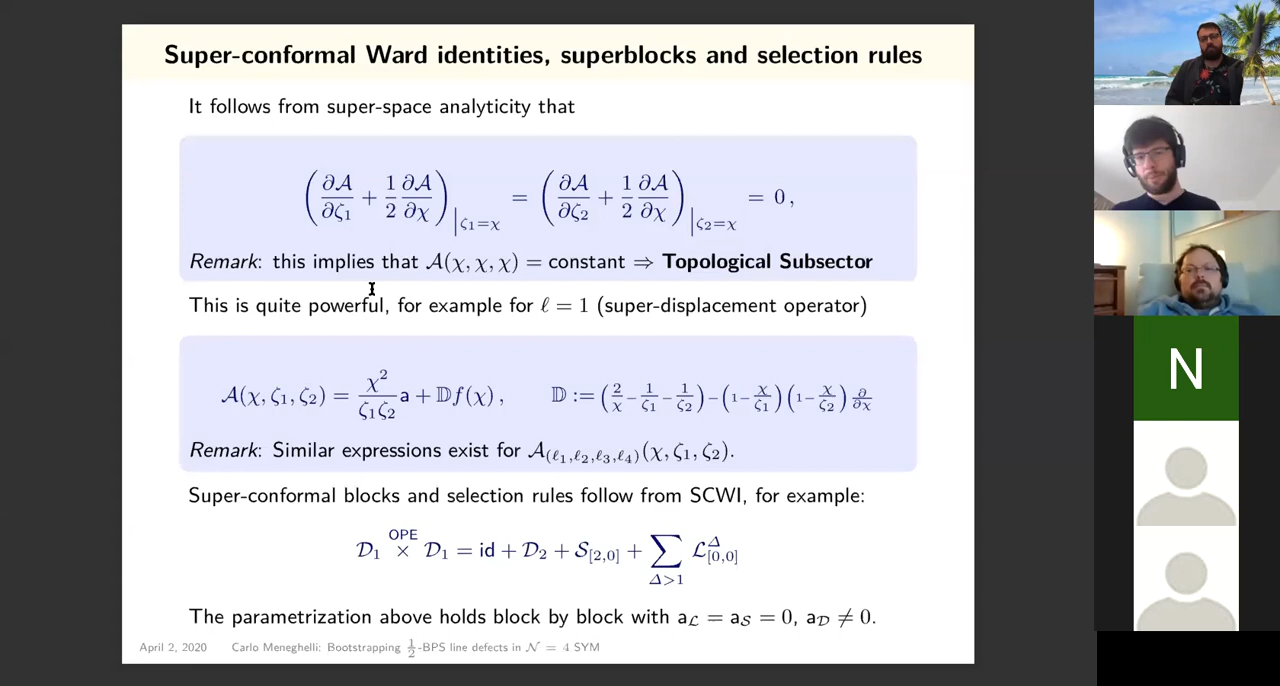 Super-conformal Ward identities, superblocks and selection rules
It follows from super-space analyticity that
(∂𝒜/∂ζ₁ + 1/2 ∂𝒜/∂χ)|ζ₁=χ = (∂𝒜/∂ζ₂ + 1/2 ∂𝒜/∂χ)|ζ₂=χ = 0,
Remark: this implies that 𝒜(χ, χ, χ) = constant ⇒ Topological Subsector
This is quite powerful, for example for ℓ = 1 (super-displacement operator)
𝒜(χ, ζ₁, ζ₂) = χ²/ζ₁ζ₂ a + 𝔻f(χ), 𝔻 := (2/χ − 1/ζ₁ − 1/ζ₂) − (1 − χ/ζ₁)(1 − χ/ζ₂) ∂/∂χ
Remark: Similar expressions exist for 𝒜(ℓ₁,ℓ₂,ℓ₃,ℓ₄)(χ, ζ₁, ζ₂).
Super-conformal blocks and selection rules follow from SCWI, for example:
OPE
𝒟₁ × 𝒟₁ = id + 𝒟₂ + 𝒮[2,0] + ∑Δ>1 ℒ^Δ[0,0]
The parametrization above holds block by block with aℒ = a𝒮 = 0, a𝒟 ≠ 0.
April 2, 2020 Carlo Meneghelli: Bootstrapping 1/2-BPS line defects in 𝒩 = 4 SYM
N